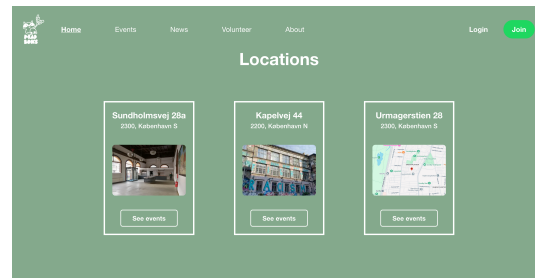 Home
Events
News
Volunteer
About
Login
Join
Locations
Sundholmsvej 28a
2300, København S
See events
Kapelvej 44
2200, København N
See events
Urmagerstien 28
2300, København S
See events